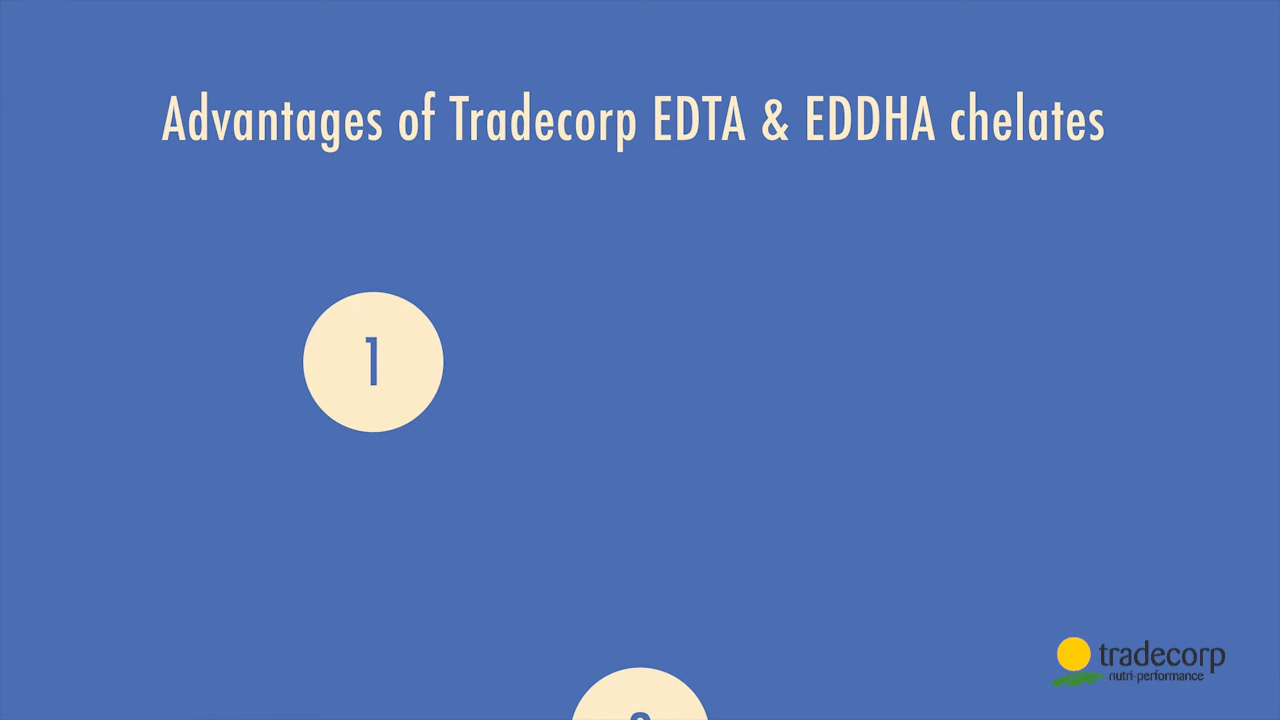 Advantages of Tradecorp EDTA & EDDHA chelates
1
tradecorp
nutri-performance